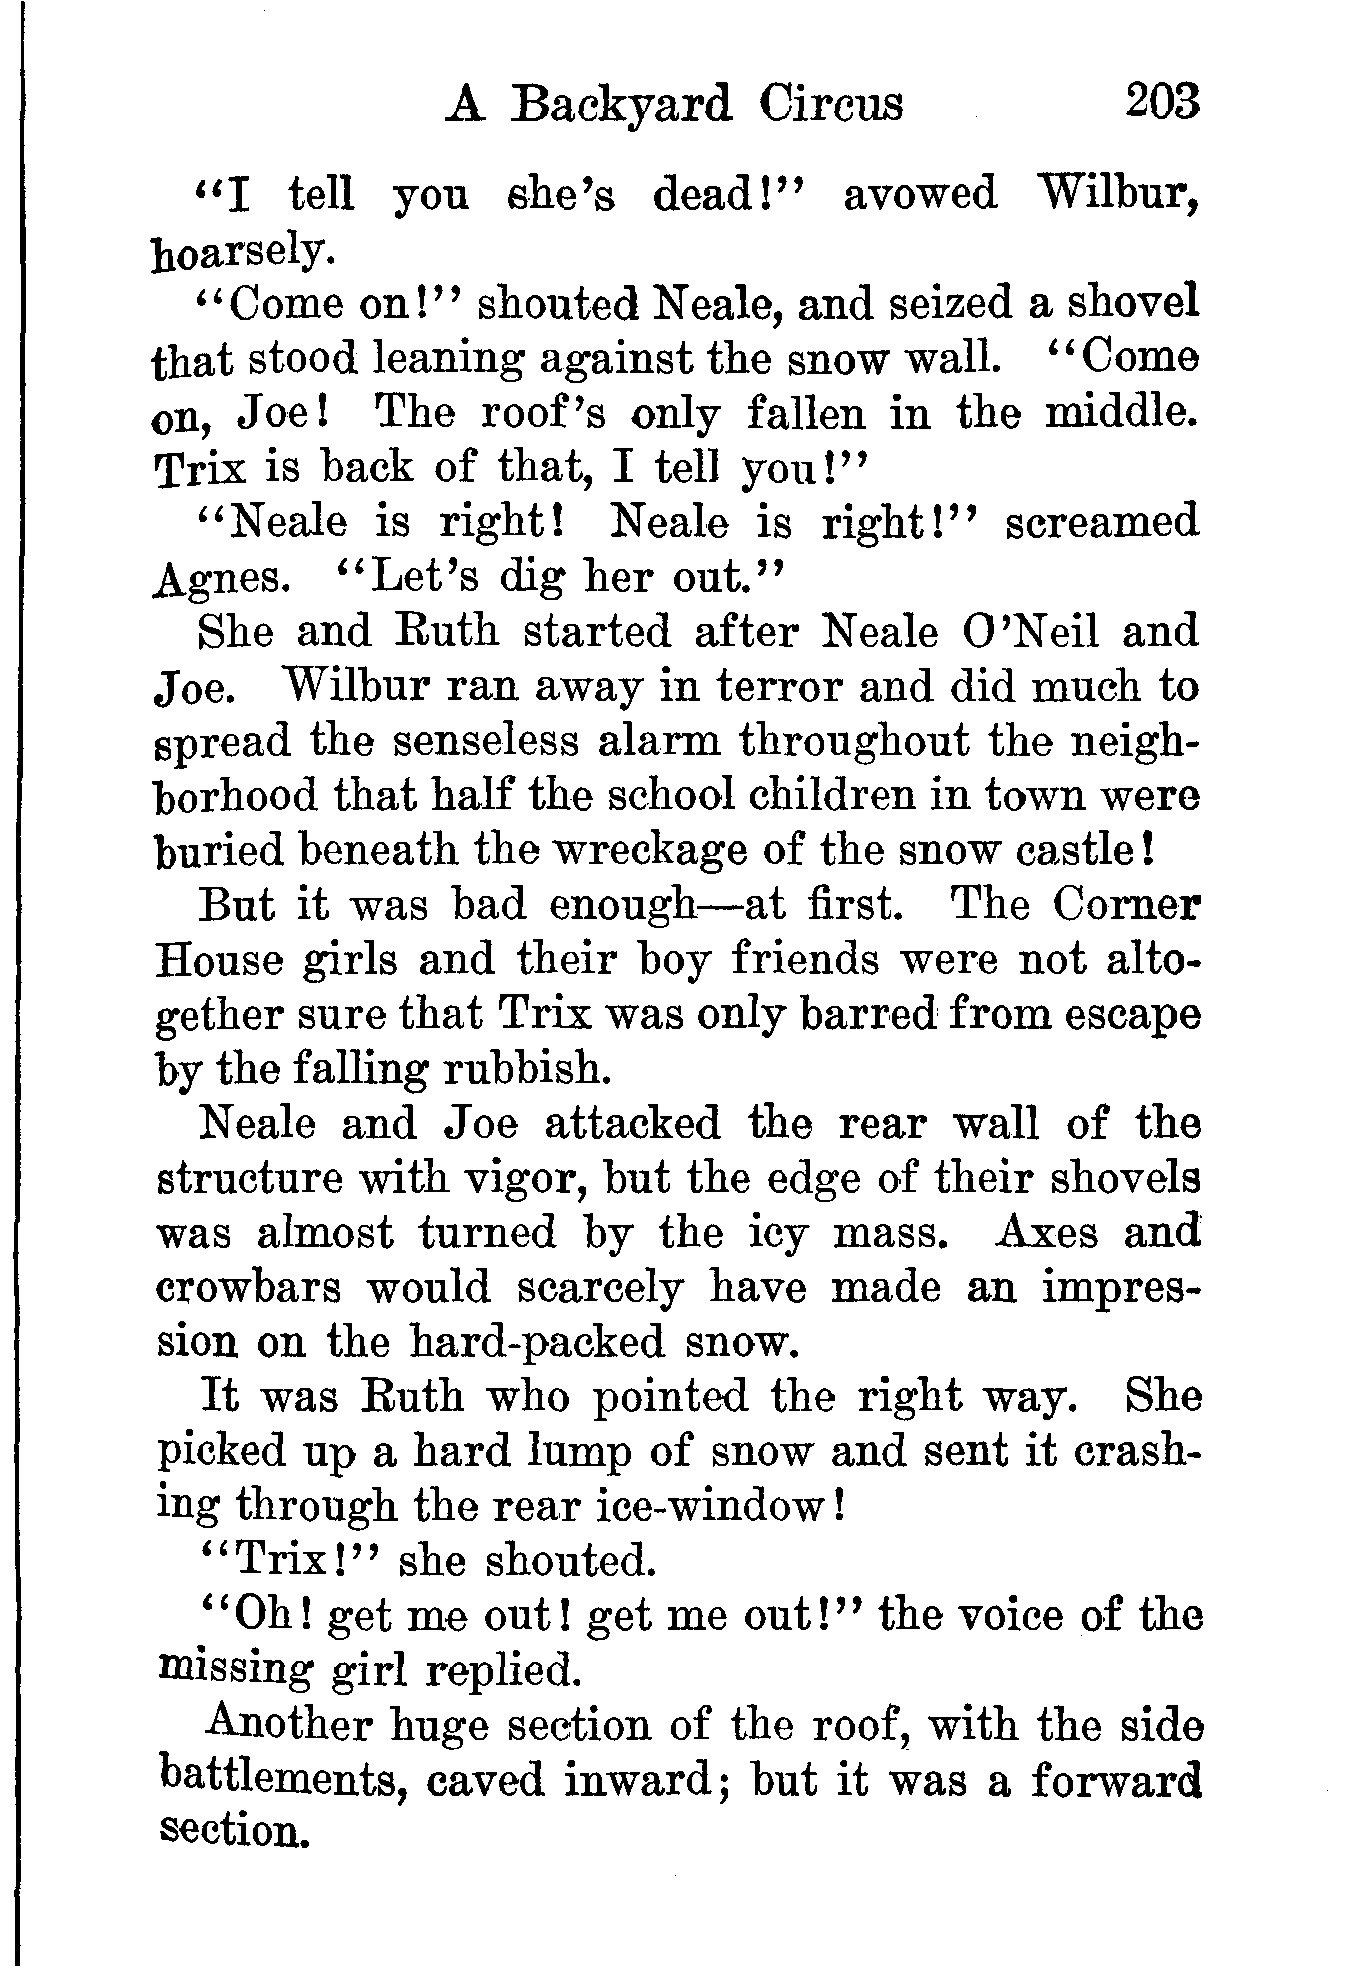 A Backyard Circus 203
"I tell you she's dead!" avowed Wilbur,
hoarsely.
"Come on!" shouted Neale, and seized a shovel
that stood leaning against the snow wall. "Come
on, Joe! The roof's only fallen in the middle.
Trix is back of that, I tell you!"
"Neale is right! Neale is right!" screamed
Agnes. "Let's dig her out."
She and Ruth started after Neale O'Neil and
Joe. Wilbur ran away in terror and did much to
spread the senseless alarm throughout the neigh-
borhood that half the school children in town were
buried beneath the wreckage of the snow castle!
But it was bad enough—at first. The Corner
House girls and their boy friends were not alto-
gether sure that Trix was only barred from escape
by the falling rubbish.
Neale and Joe attacked the rear wall of the
structure with vigor, but the edge of their shovels
was almost turned by the icy mass. Axes and
crowbars would scarcely have made an impres-
sion on the hard-packed snow.
It was Ruth who pointed the right way. She
picked up a hard lump of snow and sent it crash-
ing through the rear ice-window!
"Trix!" she shouted.
"Oh! get me out! get me out!" the voice of the
missing girl replied.
Another huge section of the roof, with the side
battlements, caved inward; but it was a forward
section.